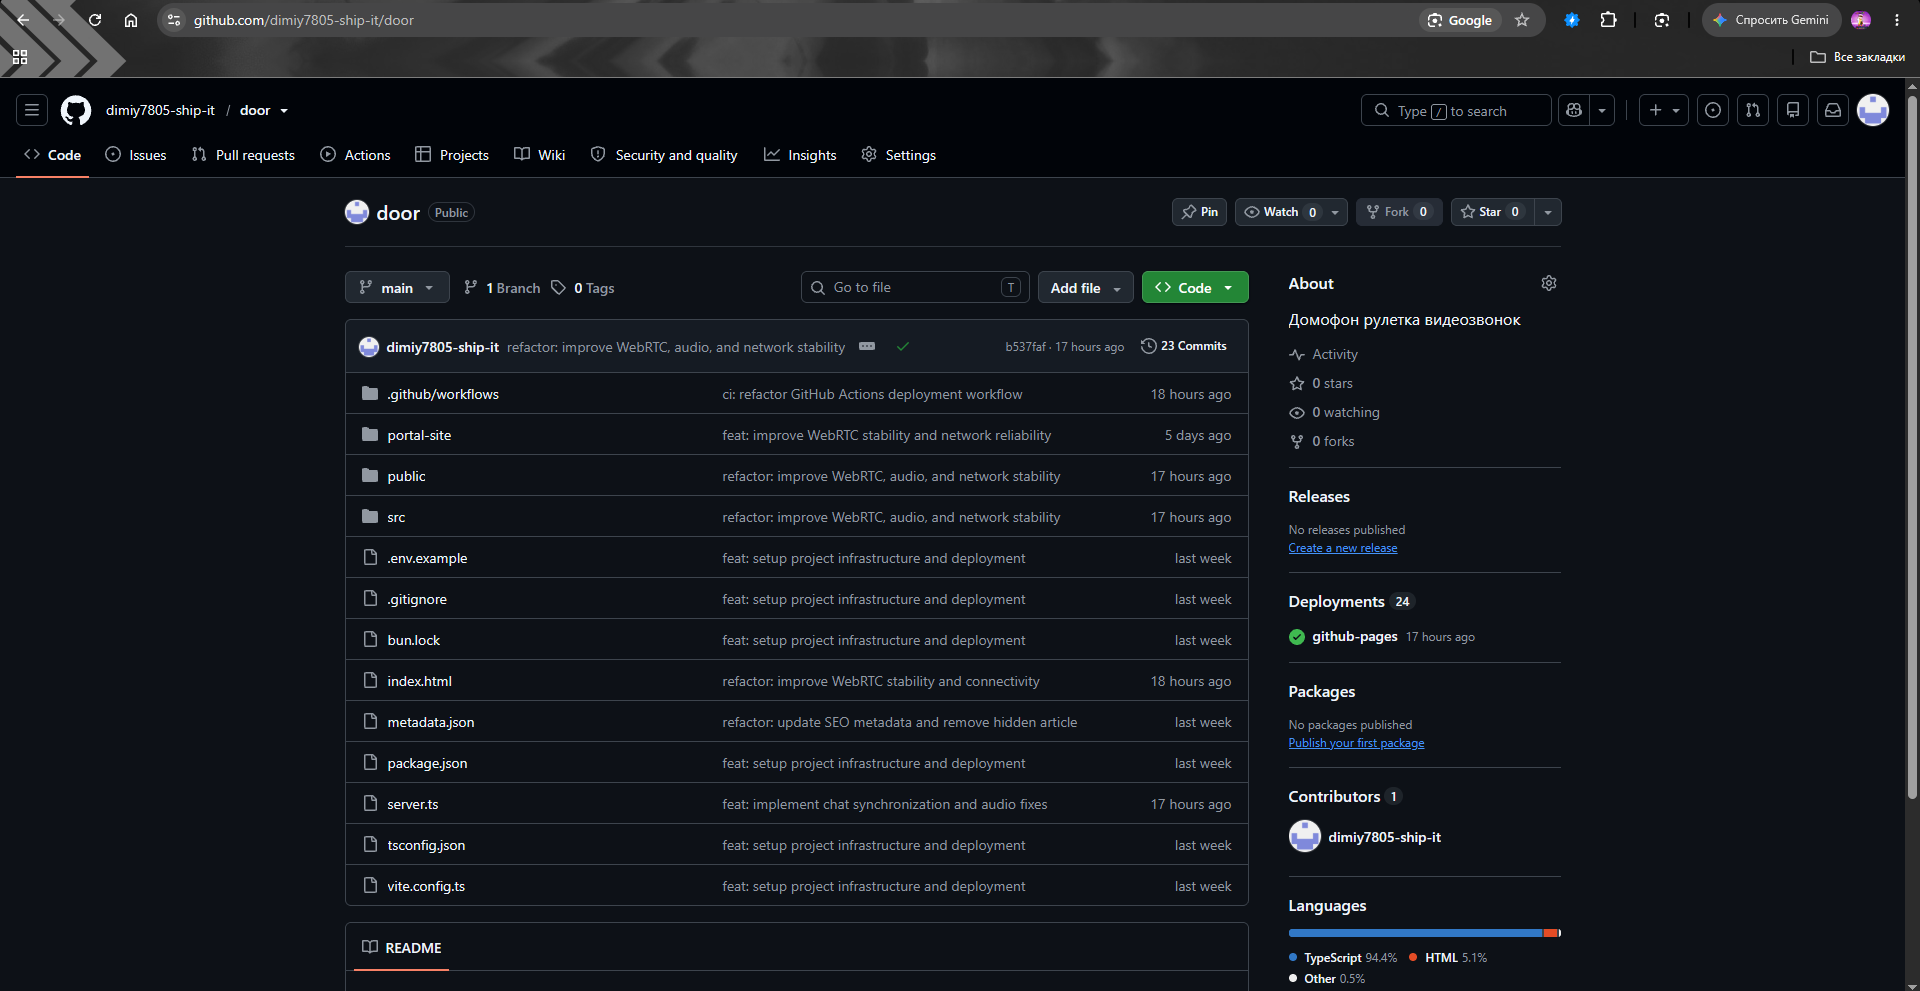 github.com/dimiy7805-ship-it/door
Google
Спросить Gemini
Все закладки
dimiy7805-ship-it / door
Type / to search
Code
Issues
Pull requests
Actions
Projects
Wiki
Security and quality
Insights
Settings
door Public
Pin
Watch 0
Fork 0
Star 0
main
1 Branch
0 Tags
Go to file T
Add file
Code
dimiy7805-ship-it refactor: improve WebRTC, audio, and network stability b537faf · 17 hours ago 23 Commits
.github/workflows ci: refactor GitHub Actions deployment workflow 18 hours ago
portal-site feat: improve WebRTC stability and network reliability 5 days ago
public refactor: improve WebRTC, audio, and network stability 17 hours ago
src refactor: improve WebRTC, audio, and network stability 17 hours ago
.env.example feat: setup project infrastructure and deployment last week
.gitignore feat: setup project infrastructure and deployment last week
bun.lock feat: setup project infrastructure and deployment last week
index.html refactor: improve WebRTC stability and connectivity 18 hours ago
metadata.json refactor: update SEO metadata and remove hidden article last week
package.json feat: setup project infrastructure and deployment last week
server.ts feat: implement chat synchronization and audio fixes 17 hours ago
tsconfig.json feat: setup project infrastructure and deployment last week
vite.config.ts feat: setup project infrastructure and deployment last week
README
About
Домофон рулетка видеозвонок
Activity
0 stars
0 watching
0 forks
Releases
No releases published
Create a new release
Deployments 24
github-pages 17 hours ago
Packages
No packages published
Publish your first package
Contributors 1
dimiy7805-ship-it
Languages
TypeScript 94.4% HTML 5.1%
Other 0.5%